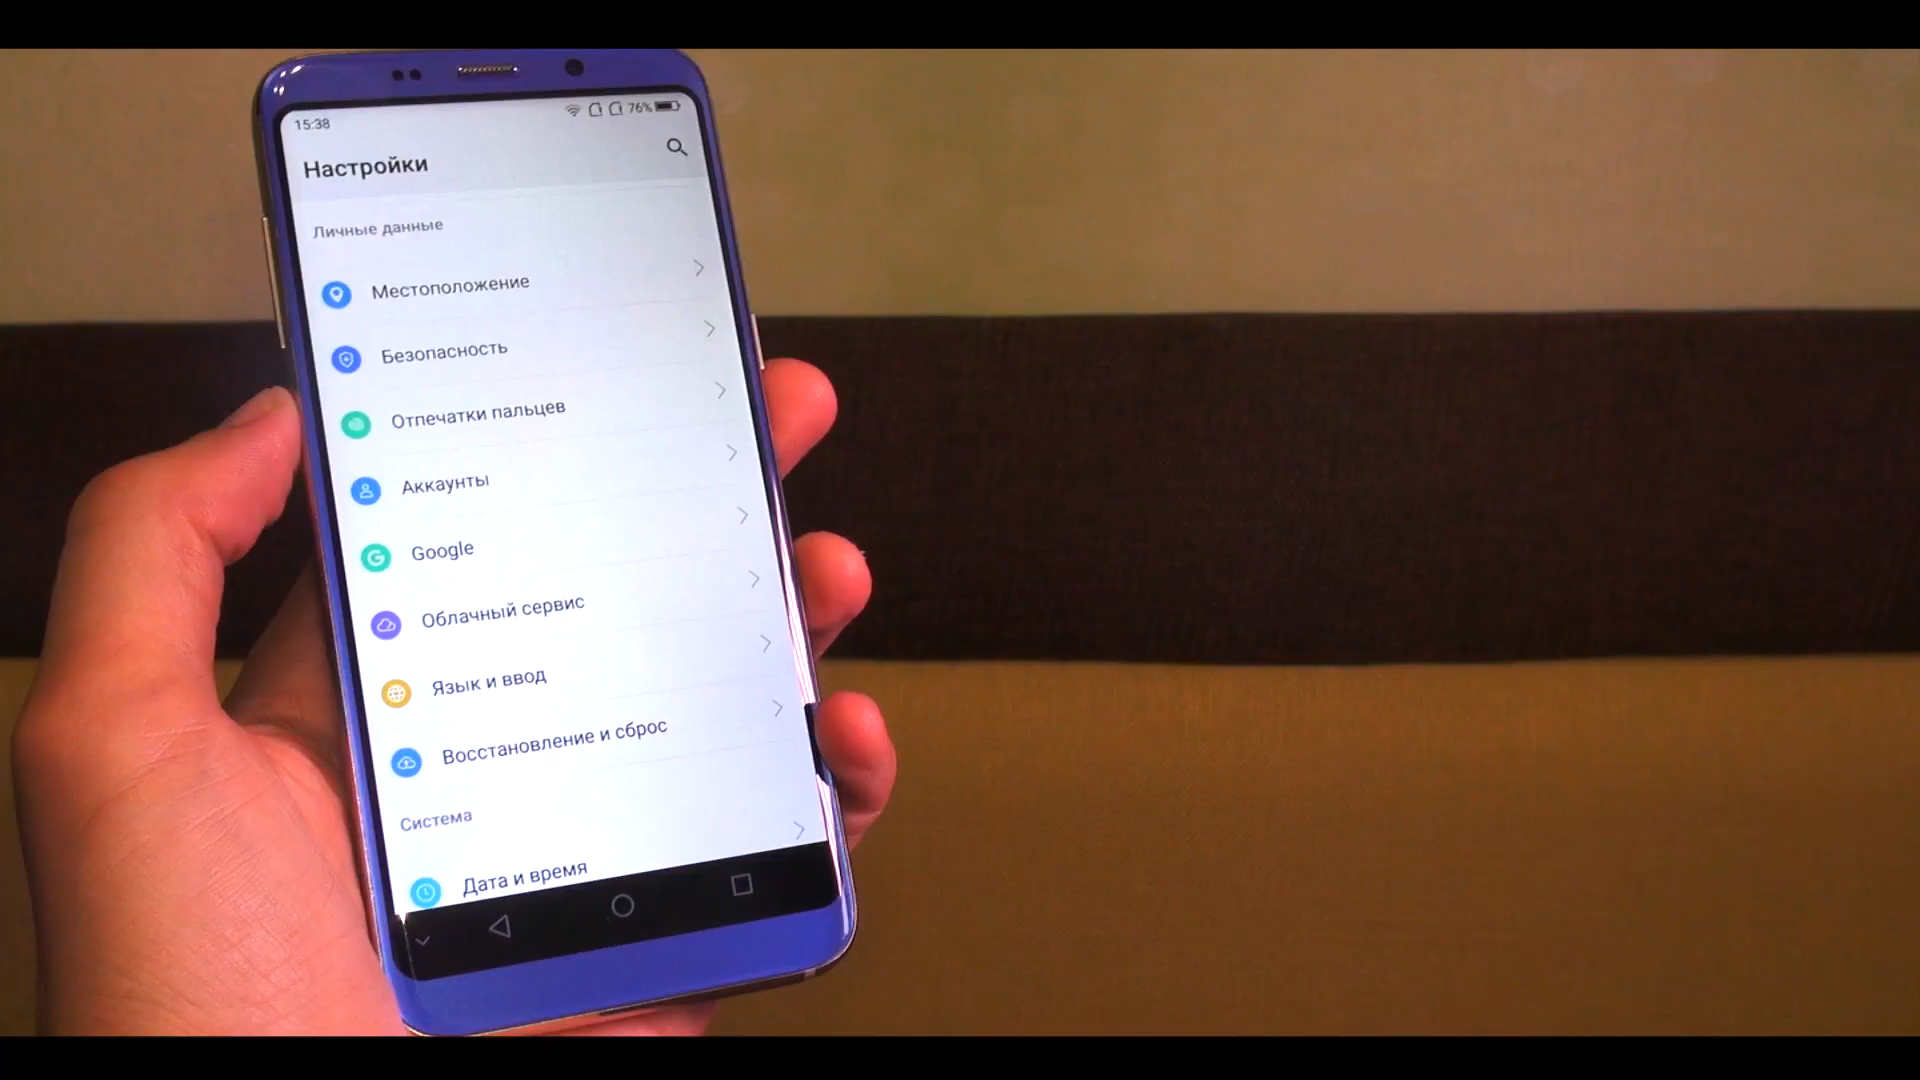 15:38
76%
Настройки
Личные данные
Местоположение
Безопасность
Отпечатки пальцев
Аккаунты
Google
Облачный сервис
Язык и ввод
Восстановление и сброс
Система
Дата и время